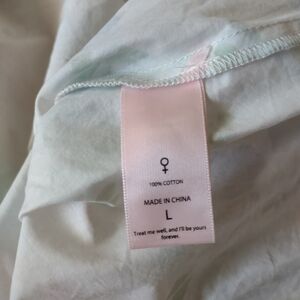 100% COTTON
MADE IN CHINA
L
Treat me well, and I'll be yours
forever.